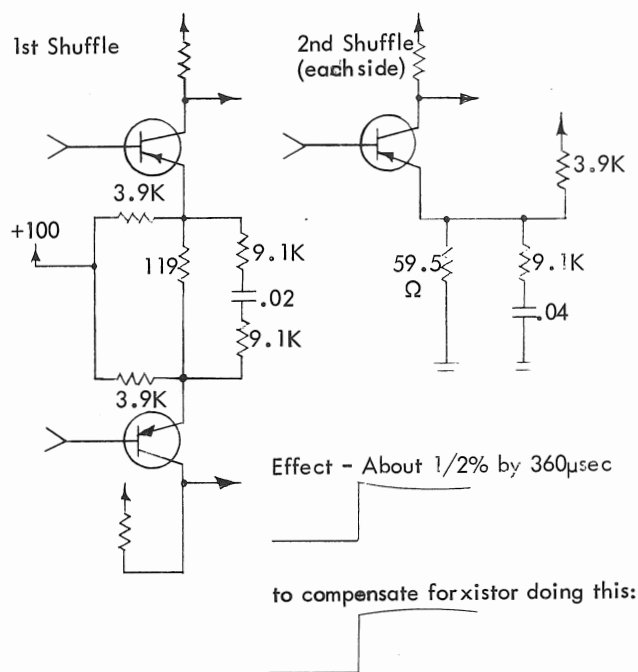 1st Shuffle
3.9K
+100
119
9.1K
.02
9.1K
3.9K
2nd Shuffle
(each side)
3.9K
59.5
Ω
9.1K
.04
Effect - About 1/2% by 360µsec
to compensate for xistor doing this: